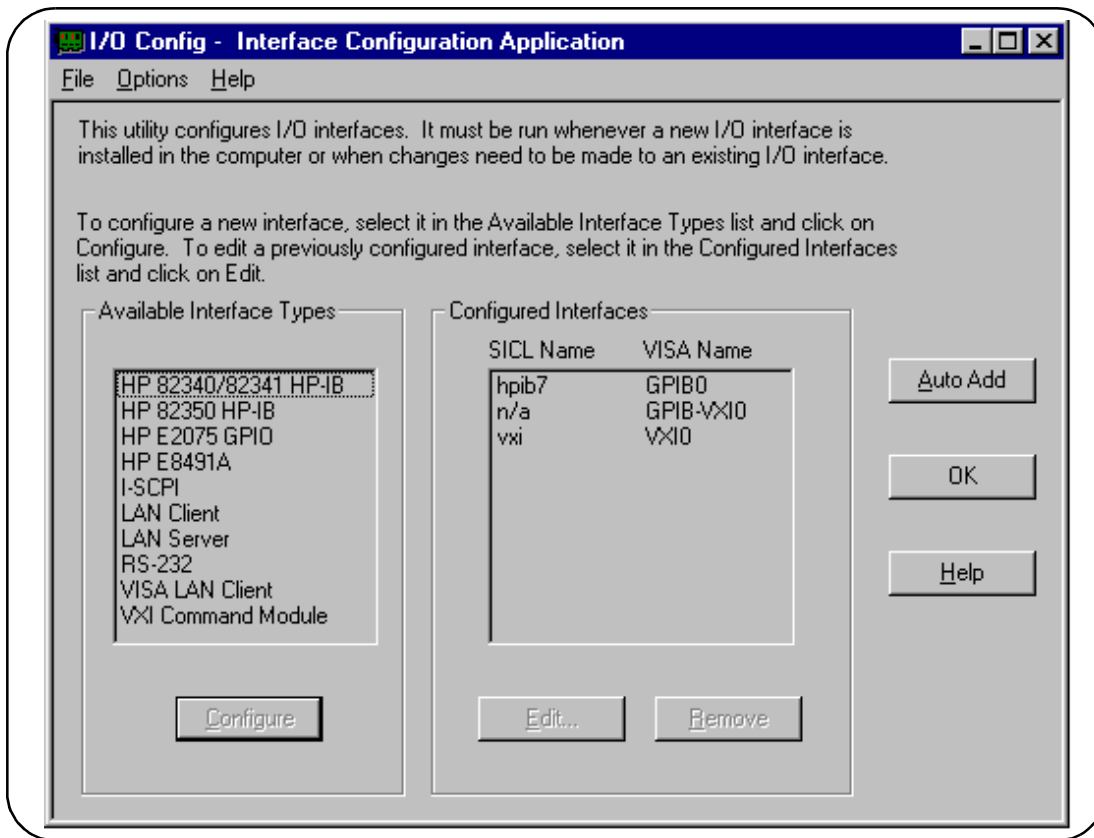 I/O Config - Interface Configuration Application
File Options Help
This utility configures I/O interfaces. It must be run whenever a new I/O interface is
installed in the computer or when changes need to be made to an existing I/O interface.
To configure a new interface, select it in the Available Interface Types list and click on
Configure. To edit a previously configured interface, select it in the Configured Interfaces
list and click on Edit.
Available Interface Types
HP 82340/82341 HP-IB
HP 82350 HP-IB
HP E2075 GPIO
HP E8491A
I-SCPI
LAN Client
LAN Server
RS-232
VISA LAN Client
VXI Command Module
Configure
Configured Interfaces
SICL Name VISA Name
hpib7 GPIB0
n/a GPIB-VXI0
vxi VXI0
Edit... Remove
Auto Add
OK
Help